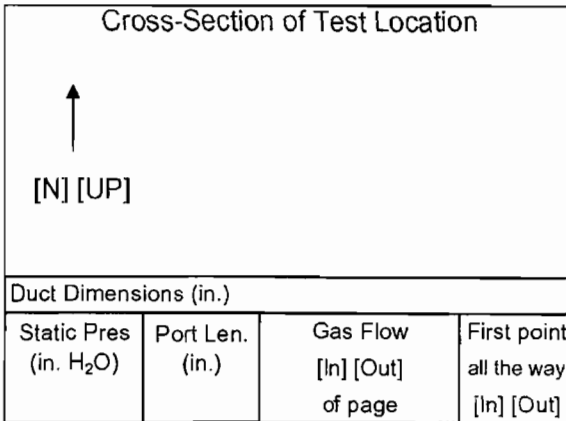 Cross-Section of Test Location
[N] [UP]
Duct Dimensions (in.)
Static Pres
(in. H₂O)
Port Len.
(in.)
Gas Flow
[In] [Out]
of page
First point
all the way
[In] [Out]